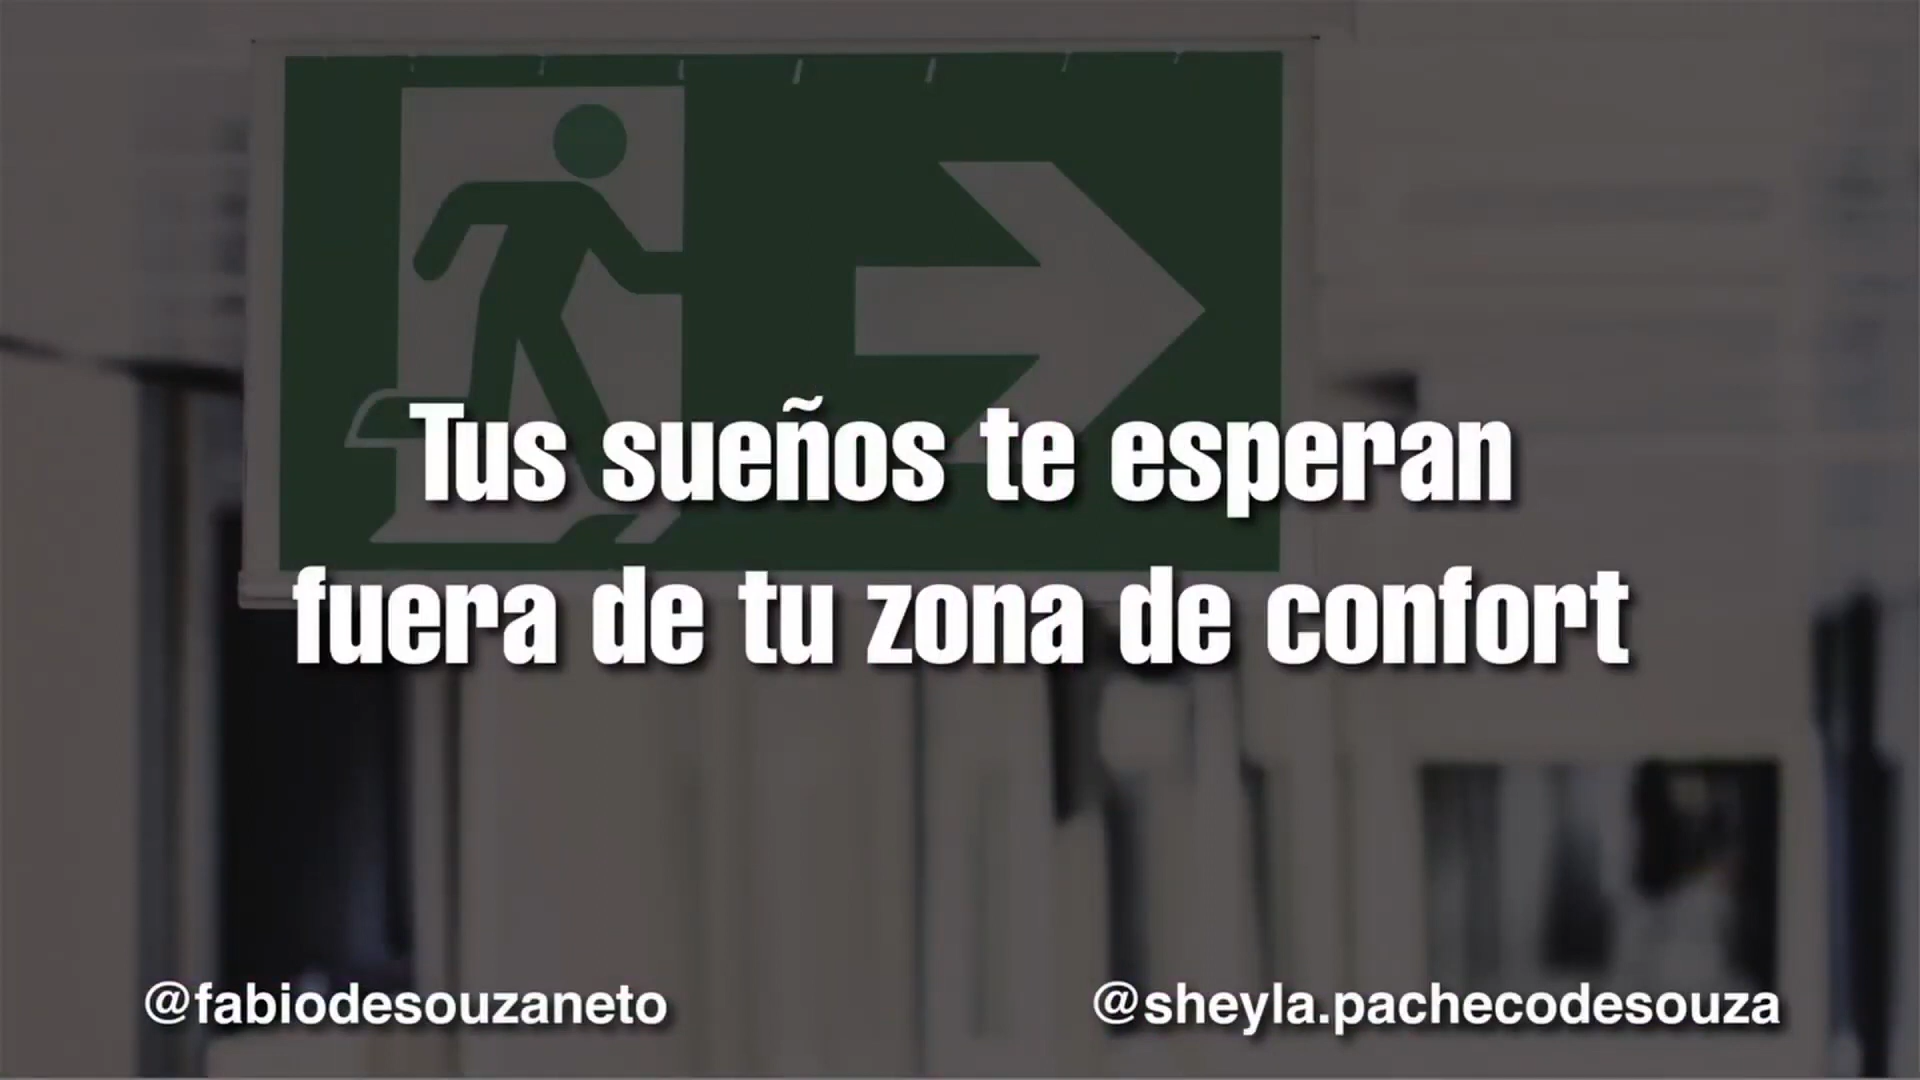 Tus sueños te esperan
fuera de tu zona de confort
@fabiodesouzaneto
@sheyla.pachecodesouza